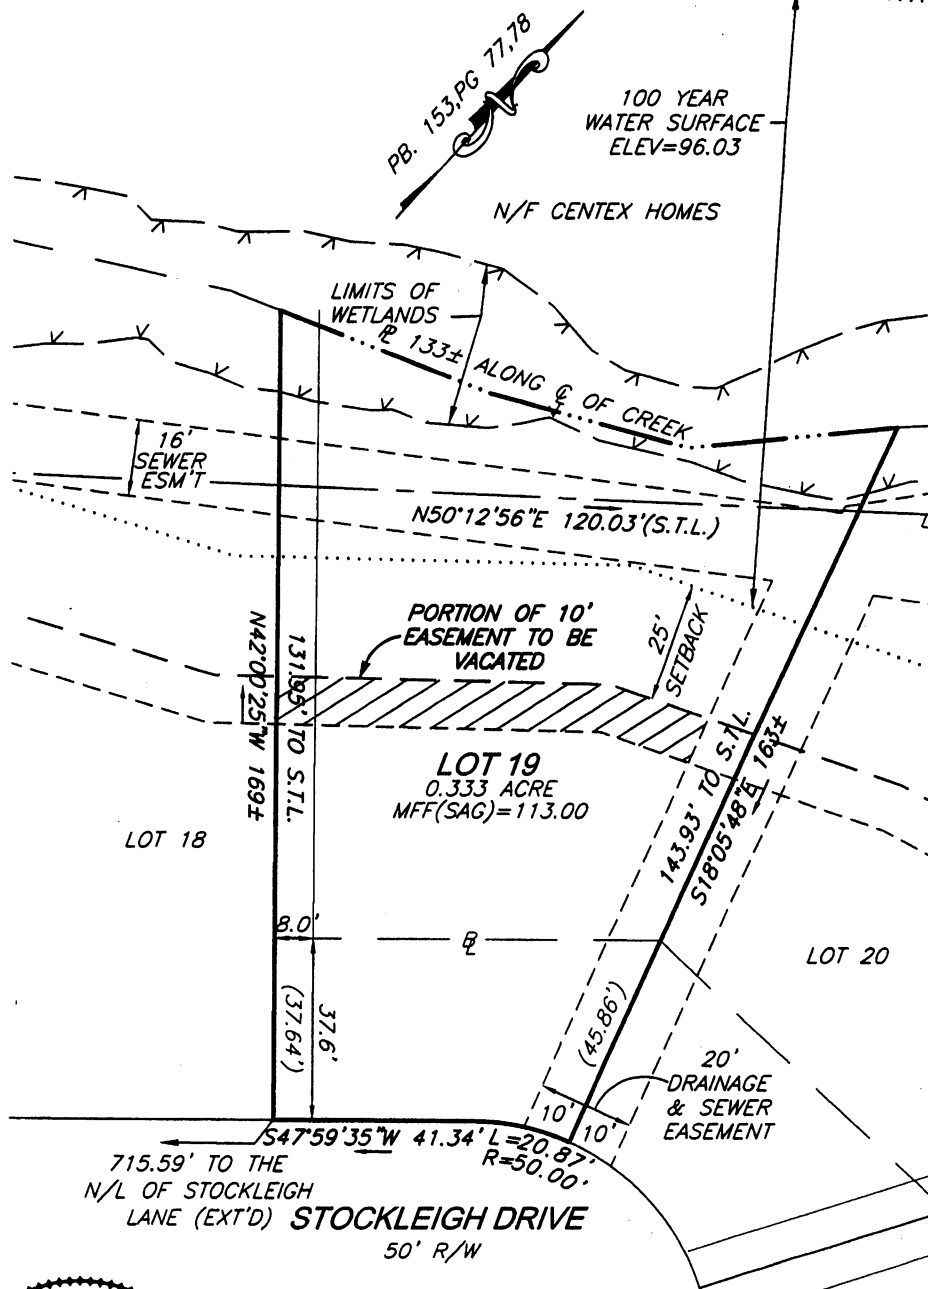 PB. 153,PG 77,78
100 YEAR
WATER SURFACE
ELEV=96.03
N/F CENTEX HOMES
LIMITS OF
WETLANDS
PL 133± ALONG CL OF CREEK
16'
SEWER
ESM'T
N50°12'56"E 120.03'(S.T.L.)
PORTION OF 10'
EASEMENT TO BE
VACATED
25'
SETBACK
N42°00'25"W 169±
131.95' TO S.T.L.
LOT 19
0.333 ACRE
MFF(SAG)=113.00
143.93' TO S.T.L.
S18°05'48"E 163±
LOT 18
LOT 20
8.0'
BL
37.6'
(37.64')
(45.86')
20'
DRAINAGE
& SEWER
EASEMENT
10'
10'
S47°59'35"W 41.34' L=20.87'
R=50.00'
715.59' TO THE
N/L OF STOCKLEIGH
LANE (EXT'D)
STOCKLEIGH DRIVE
50' R/W